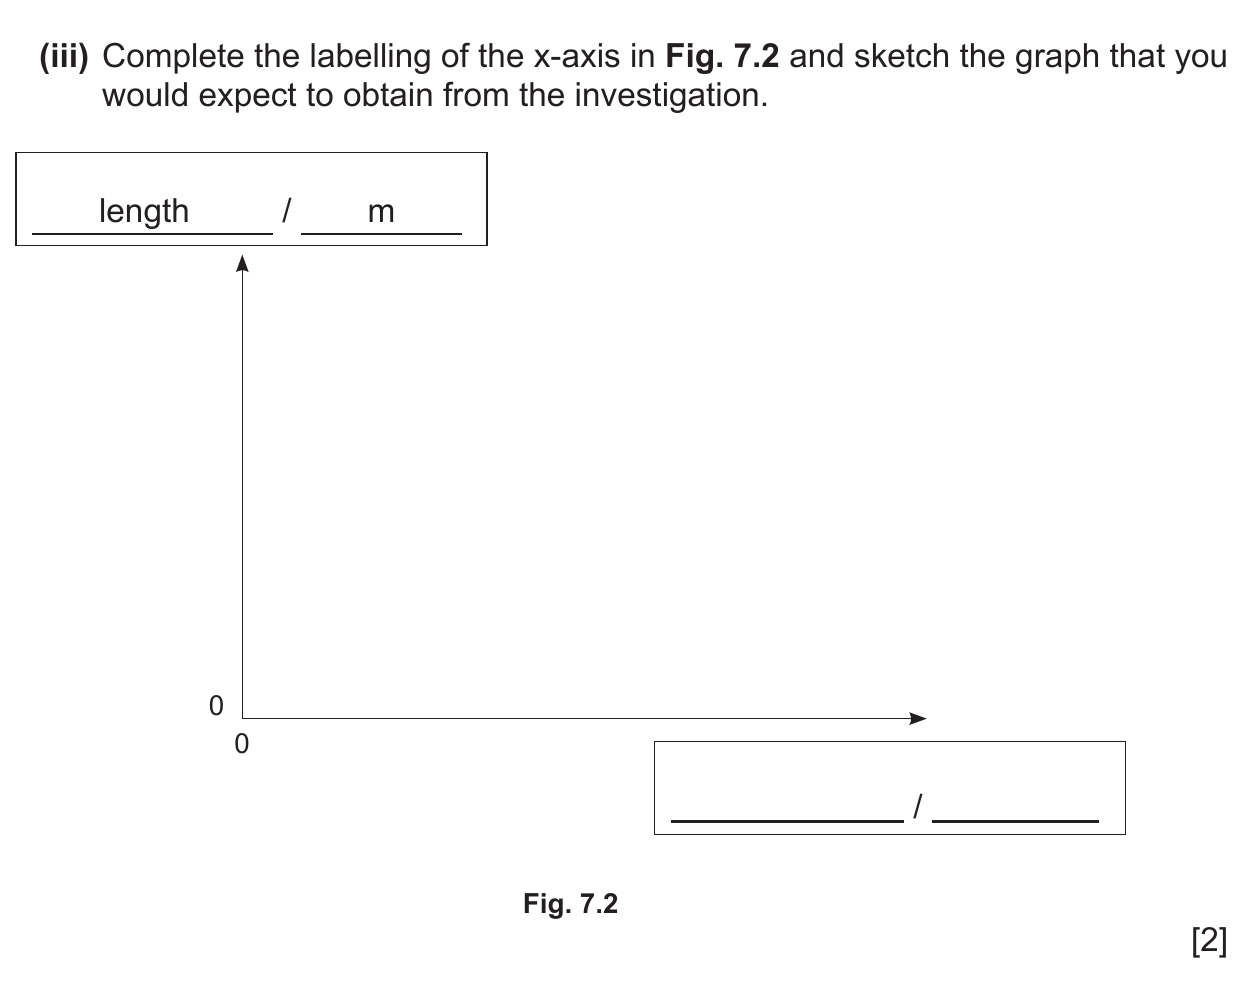 (iii) Complete the labelling of the x-axis in Fig. 7.2 and sketch the graph that you
would expect to obtain from the investigation.
length / m
0
0
/
Fig. 7.2
[2]